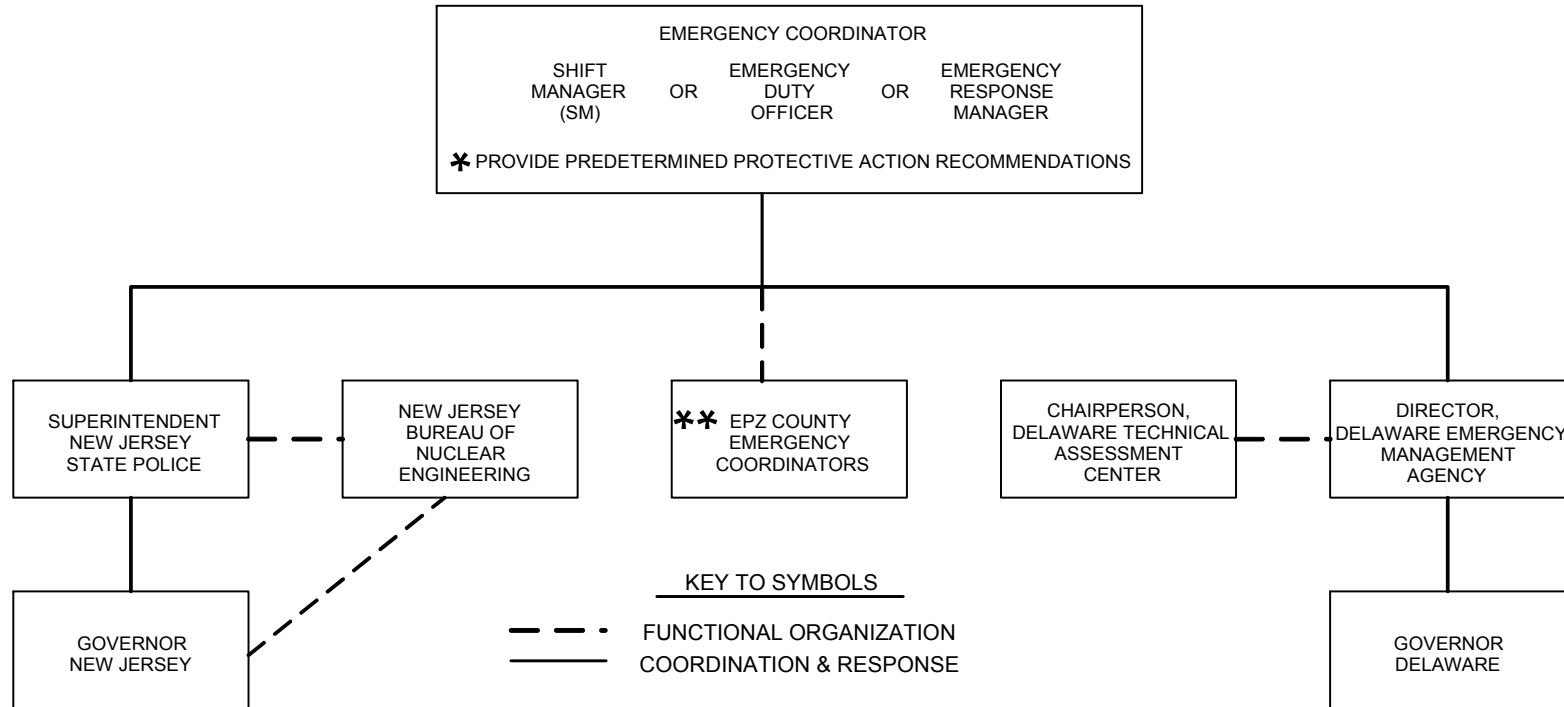 EMERGENCY COORDINATOR
SHIFT
MANAGER
(SM)
OR
EMERGENCY
DUTY
OFFICER
OR
EMERGENCY
RESPONSE
MANAGER
* PROVIDE PREDETERMINED PROTECTIVE ACTION RECOMMENDATIONS
SUPERINTENDENT
NEW JERSEY
STATE POLICE
NEW JERSEY
BUREAU OF
NUCLEAR
ENGINEERING
** EPZ COUNTY
EMERGENCY
COORDINATORS
CHAIRPERSON,
DELAWARE TECHNICAL
ASSESSMENT
CENTER
DIRECTOR,
DELAWARE EMERGENCY
MANAGEMENT
AGENCY
GOVERNOR
NEW JERSEY
KEY TO SYMBOLS
FUNCTIONAL ORGANIZATION
COORDINATION & RESPONSE
GOVERNOR
DELAWARE